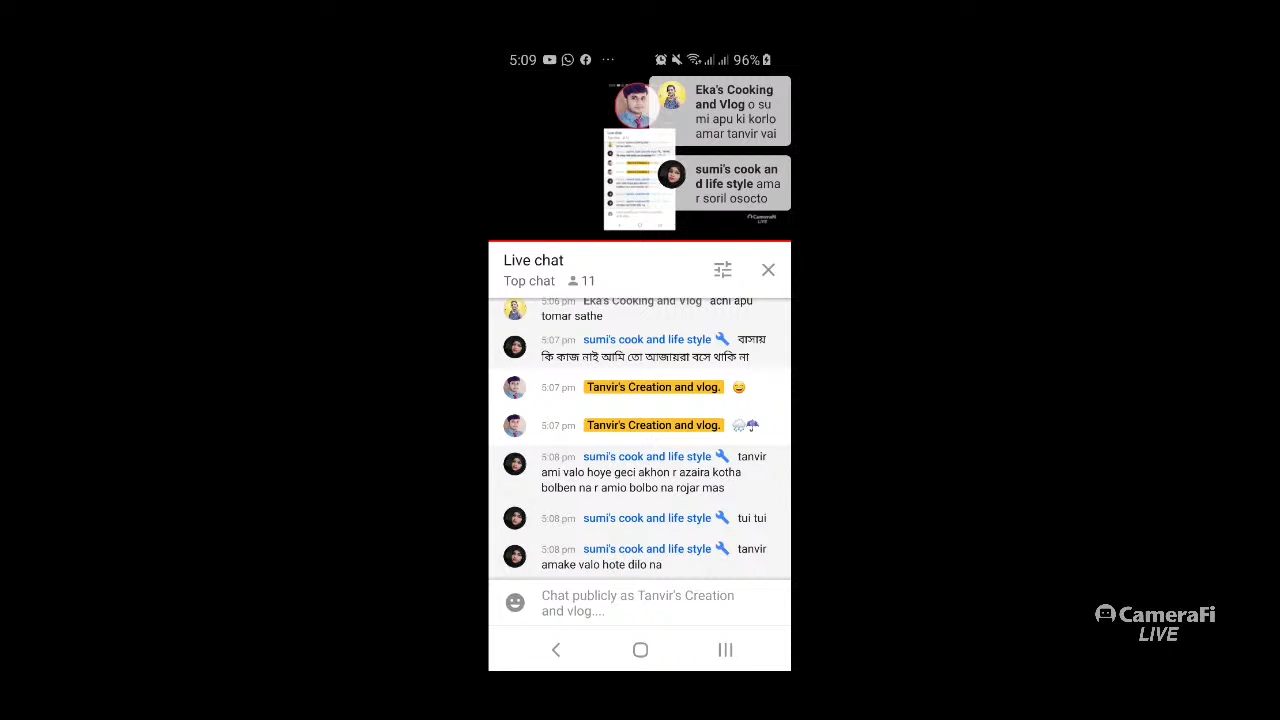 5:09
96%
Eka's Cooking
and Vlog o su
mi apu ki korlo
amar tanvir vai
sumi's cook an
d life style ama
r soril osocto
CameraFi
LIVE
Live chat
Top chat 11
5:06 pm Eka's Cooking and Vlog achi apu
tomar sathe
5:07 pm sumi's cook and life style বাসায়
কি কাজ নাই আমি তো আজায়রা বসে থাকি না
5:07 pm Tanvir's Creation and vlog. 😅
5:07 pm Tanvir's Creation and vlog. 🌧️☔
5:08 pm sumi's cook and life style tanvir
ami valo hoye geci akhon r azaira kotha
bolben na r amio bolbo na rojar mas
5:08 pm sumi's cook and life style tui tui
5:08 pm sumi's cook and life style tanvir
amake valo hote dilo na
Chat publicly as Tanvir's Creation
and vlog....
CameraFi
LIVE